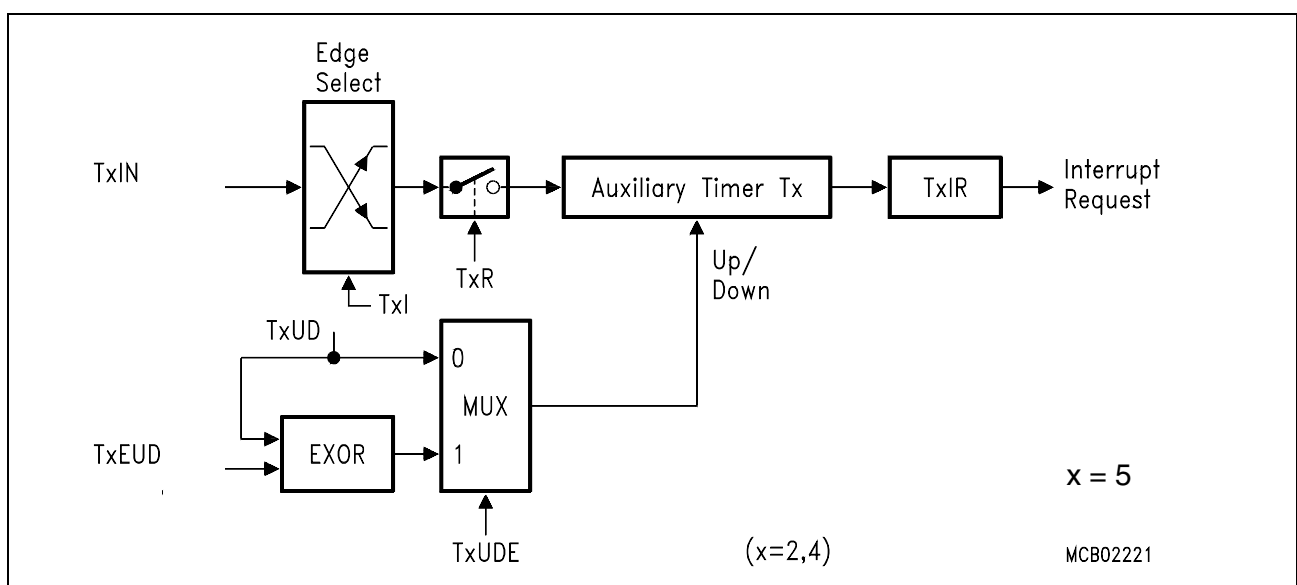 Edge
Select
TxIN
Auxiliary Timer Tx
TxIR
Interrupt
Request
TxR
Up/
Down
TxI
TxUD
0
MUX
TxEUD
EXOR
1
x = 5
TxUDE
(x=2,4)
MCB02221